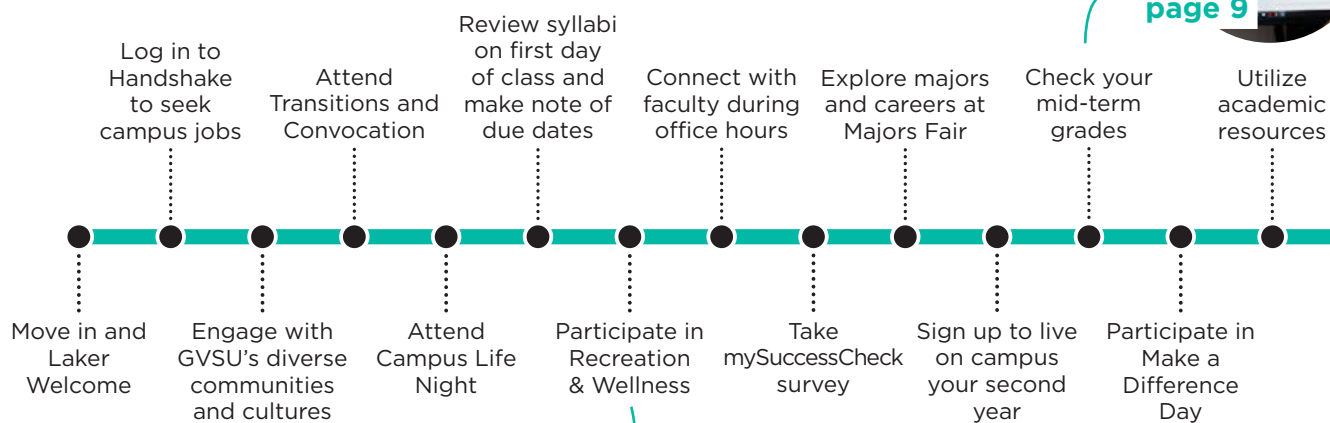 page 9
Log in to
Handshake
to seek
campus jobs
Attend
Transitions and
Convocation
Review syllabi
on first day
of class and
make note of
due dates
Connect with
faculty during
office hours
Explore majors
and careers at
Majors Fair
Check your
mid-term
grades
Utilize
academic
resources
Move in and
Laker
Welcome
Engage with
GVSU’s diverse
communities
and cultures
Attend
Campus Life
Night
Participate in
Recreation
& Wellness
Take
mySuccessCheck
survey
Sign up to live
on campus
your second
year
Participate in
Make a
Difference
Day